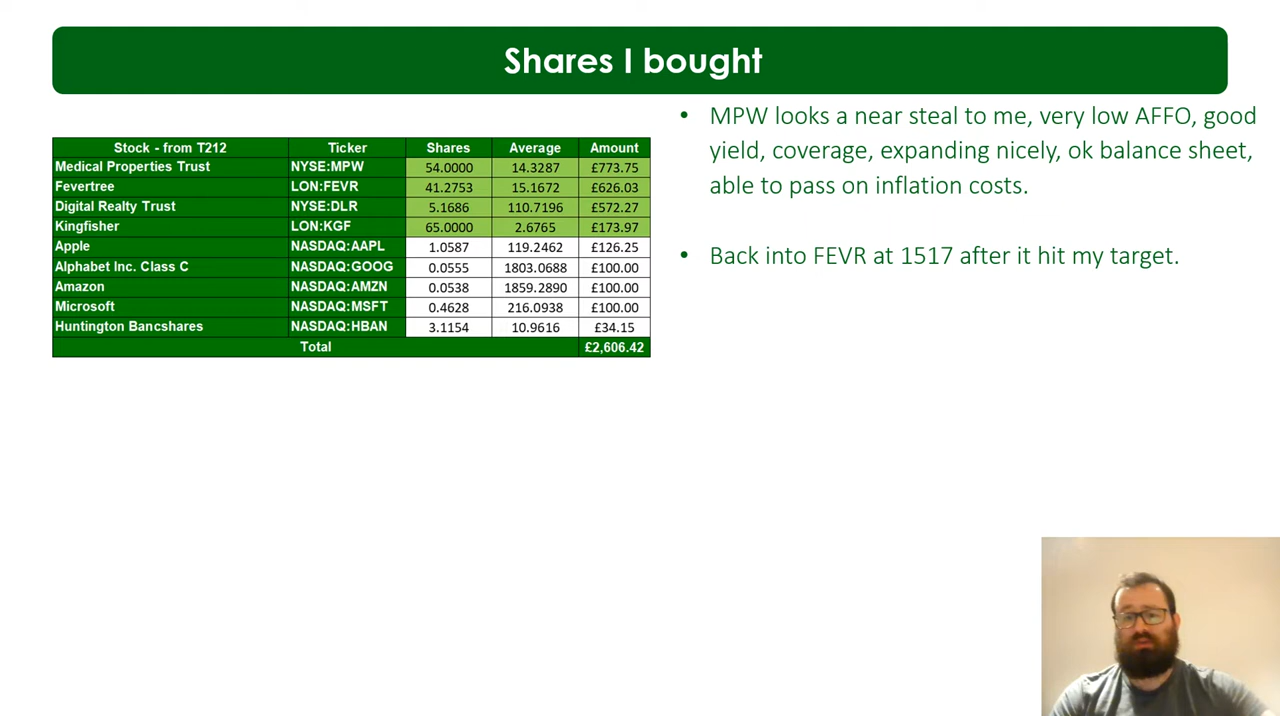 Shares I bought
Stock - from T212 Ticker Shares Average Amount
Medical Properties Trust NYSE:MPW 54.0000 14.3287 £773.75
Fevertree LON:FEVR 41.2753 15.1672 £626.03
Digital Realty Trust NYSE:DLR 5.1686 110.7196 £572.27
Kingfisher LON:KGF 65.0000 2.6765 £173.97
Apple NASDAQ:AAPL 1.0587 119.2462 £126.25
Alphabet Inc. Class C NASDAQ:GOOG 0.0555 1803.0688 £100.00
Amazon NASDAQ:AMZN 0.0538 1859.2890 £100.00
Microsoft NASDAQ:MSFT 0.4628 216.0938 £100.00
Huntington Bancshares NASDAQ:HBAN 3.1154 10.9616 £34.15
Total £2,606.42
• MPW looks a near steal to me, very low AFFO, good
yield, coverage, expanding nicely, ok balance sheet,
able to pass on inflation costs.
• Back into FEVR at 1517 after it hit my target.